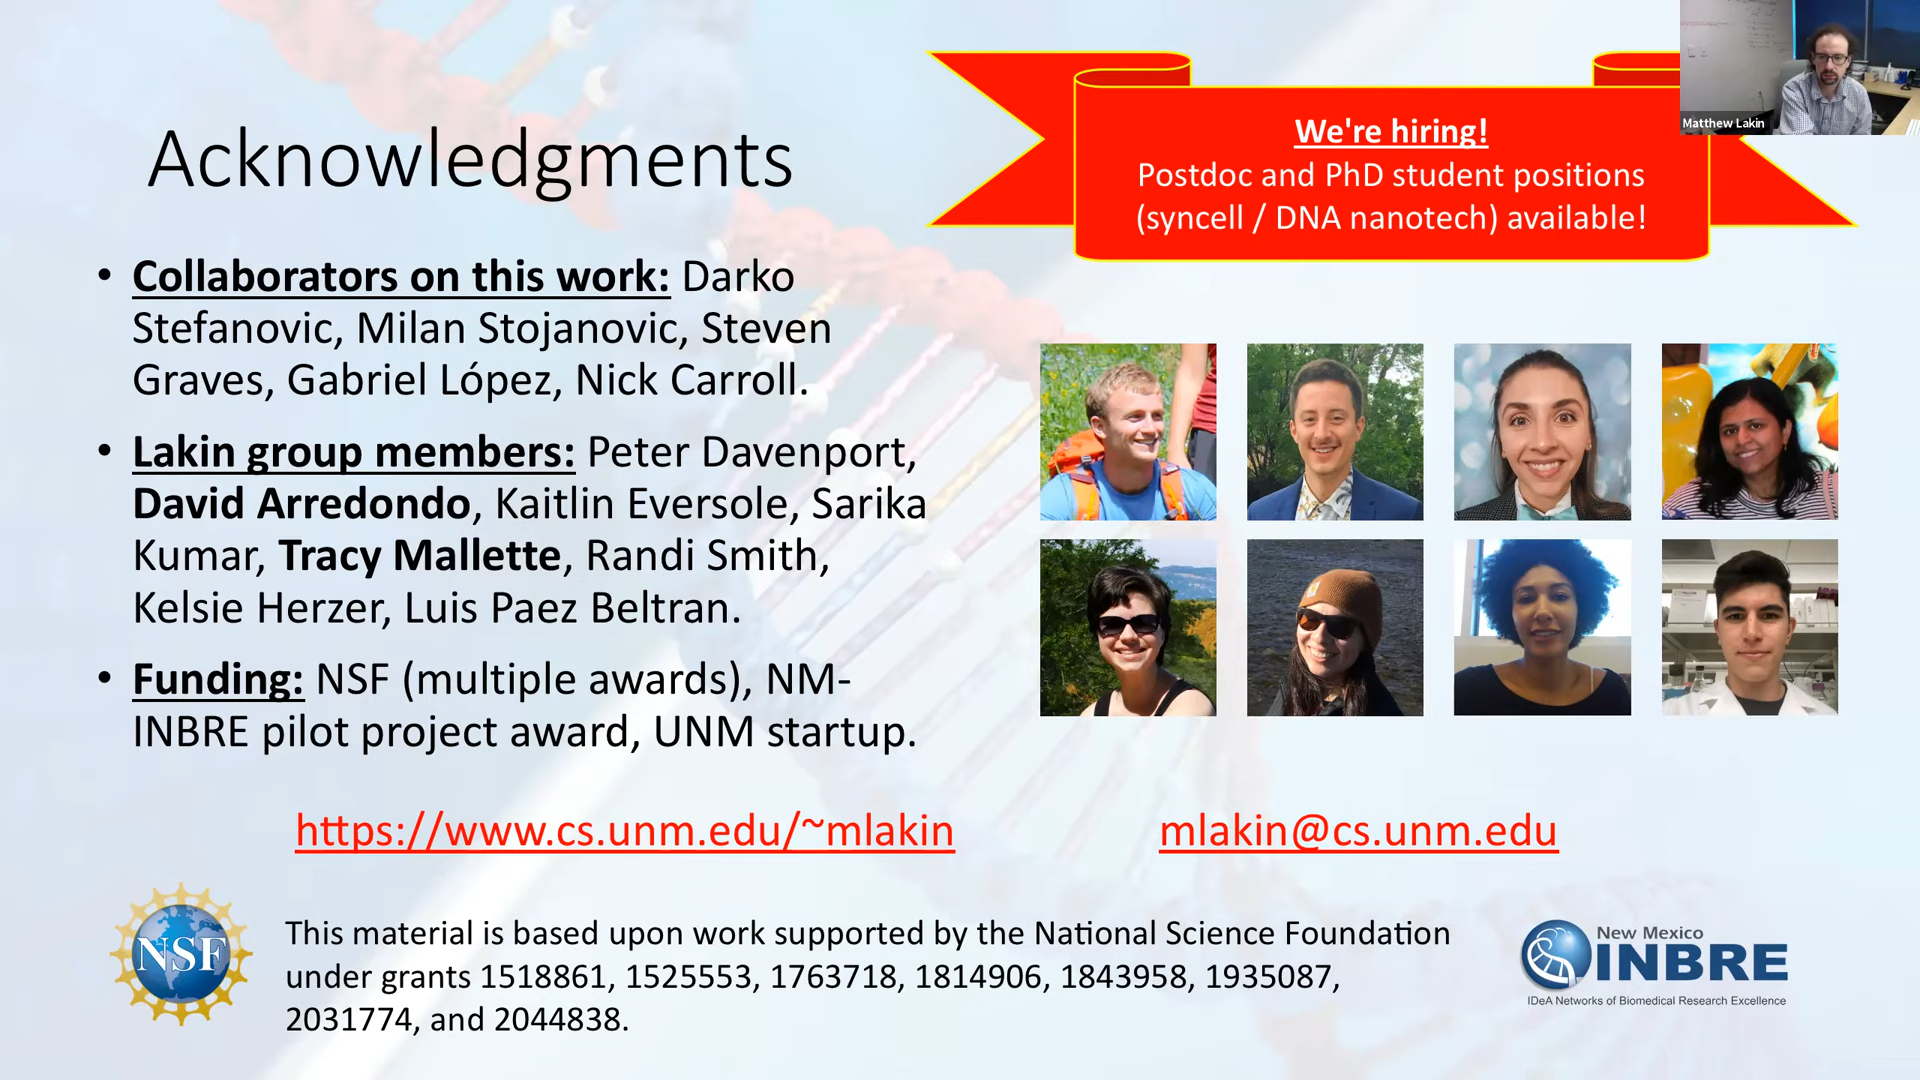 Acknowledgments
We're hiring!
Postdoc and PhD student positions
(syncell / DNA nanotech) available!
Matthew Lakin
• Collaborators on this work: Darko
Stefanovic, Milan Stojanovic, Steven
Graves, Gabriel López, Nick Carroll.
• Lakin group members: Peter Davenport,
David Arredondo, Kaitlin Eversole, Sarika
Kumar, Tracy Mallette, Randi Smith,
Kelsie Herzer, Luis Paez Beltran.
• Funding: NSF (multiple awards), NM-
INBRE pilot project award, UNM startup.
https://www.cs.unm.edu/~mlakin
mlakin@cs.unm.edu
NSF
This material is based upon work supported by the National Science Foundation
under grants 1518861, 1525553, 1763718, 1814906, 1843958, 1935087,
2031774, and 2044838.
New Mexico
INBRE
IDeA Networks of Biomedical Research Excellence